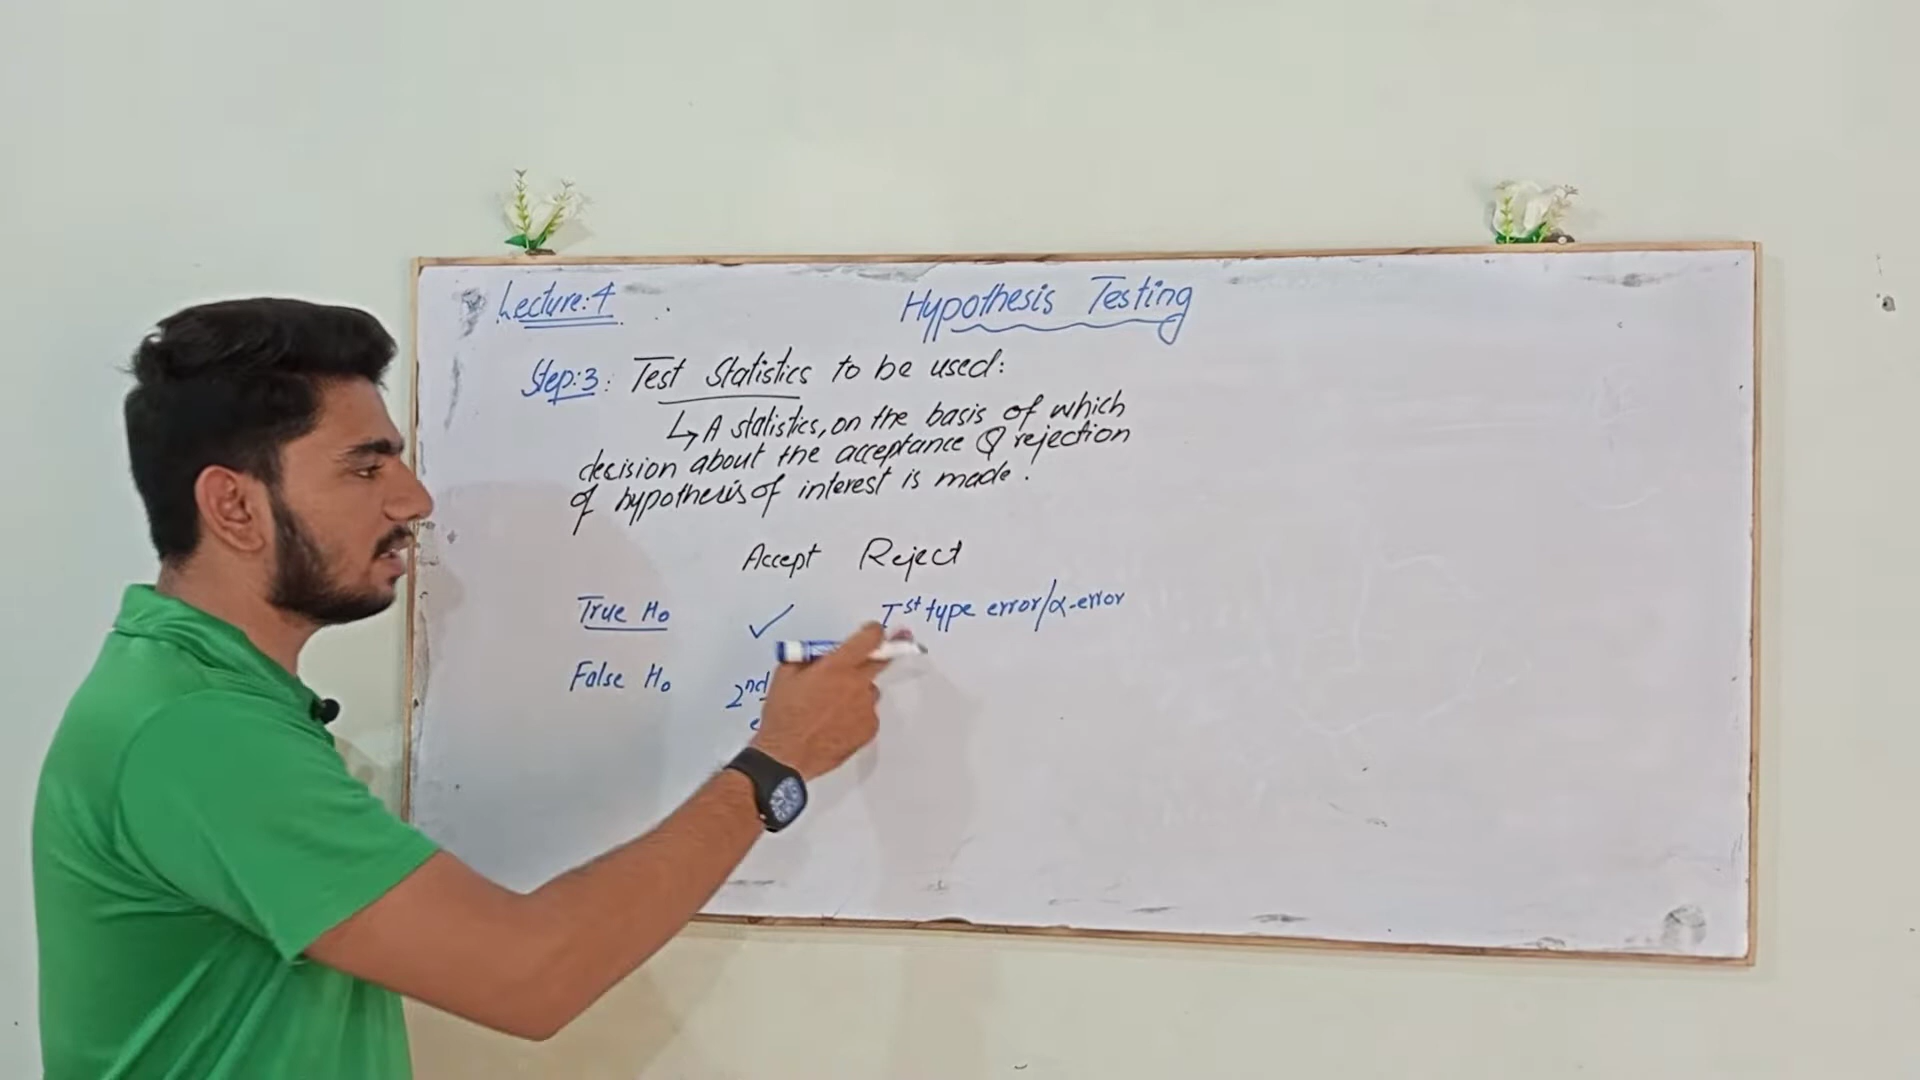 Lecture:4
Hypothesis Testing
Step:3: Test Statistics to be used:
↳ A statistics, on the basis of which
decision about the acceptance & rejection
of hypothesis of interest is made.
Accept Reject
True H₀ ✓ Iˢᵗ type error/α-error
False H₀ 2ⁿᵈ